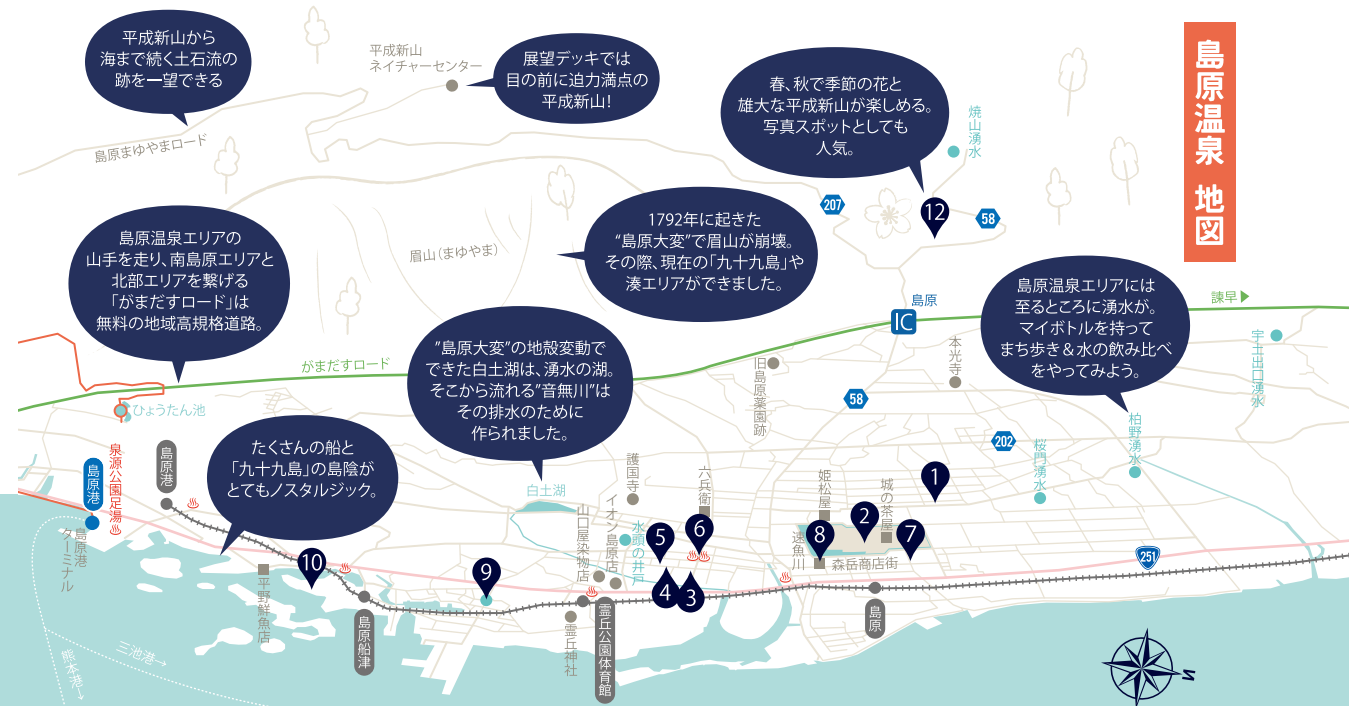 島原温泉 地図
平成新山から
海まで続く土石流の
跡を一望できる
平成新山
ネイチャーセンター
展望デッキでは
目の前に迫力満点の
平成新山!
春、秋で季節の花と
雄大な平成新山が楽しめる。
写真スポットとしても
人気。
焼山湧水
島原まゆやまロード
207
12
58
島原温泉エリアの
山手を走り、南島原エリアと
北部エリアを繋げる
「がまだすロード」は
無料の地域高規格道路。
眉山(まゆやま)
1792年に起きた
“島原大変”で眉山が崩壊。
その際、現在の「九十九島」や
湊エリアができました。
島原温泉エリアには
至るところに湧水が。
マイボトルを持って
まち歩き&水の飲み比べ
をやってみよう。
島原
IC
諫早
”島原大変”の地殻変動で
できた白土湖は、湧水の湖。
そこから流れる”音無川”は
その排水のために
作られました。
がまだすロード
旧島原薬園跡
本光寺
宇土出口湧水
58
ひょうたん池
たくさんの船と
「九十九島」の島陰が
とてもノスタルジック。
202
柏野湧水
桜門湧水
泉源公園足湯
島原港
島原港
島原港
ターミナル
白土湖
護国寺
イオン島原店
山口屋染物店
水頭の井戸
六兵衛
姫松屋
城の茶屋
速魚川
森岳商店街
1
2
7
8
6
5
4
3
9
10
251
平野鮮魚店
島原船津
霊丘神社
霊丘公園体育館
島原
三池港→
熊本港→
N